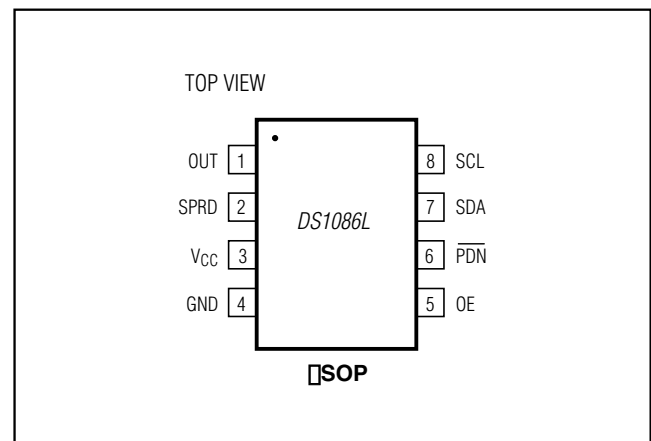 TOP VIEW
OUT 1
SPRD 2
VCC 3
GND 4
DS1086L
8 SCL
7 SDA
6 PDN
5 OE
▯SOP